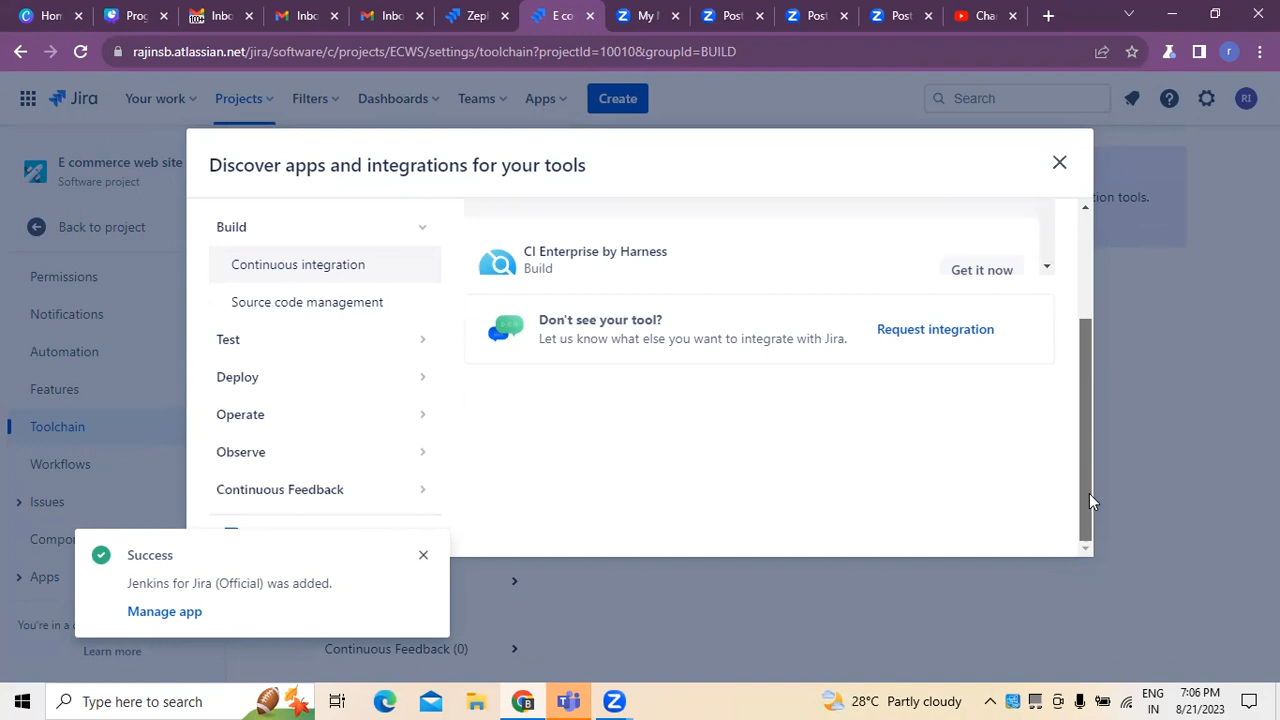 Hon
Proj
Inbo
Inbo
Inbo
Zepl
E co
My I
Post
Post
Post
Cha
rajinsb.atlassian.net/jira/software/c/projects/ECWS/settings/toolchain?projectId=10010&groupId=BUILD
r
Jira
Your work
Projects
Filters
Dashboards
Teams
Apps
Create
Search
RI
E commerce web site
Software project
Back to project
Permissions
Notifications
Automation
Features
Toolchain
Workflows
Issues
Compo
Apps
You're in a c
Learn more
Discover apps and integrations for your tools
Build
Continuous integration
Source code management
Test
Deploy
Operate
Observe
Continuous Feedback
CI Enterprise by Harness
Build
Get it now
Don't see your tool?
Let us know what else you want to integrate with Jira.
Request integration
ion tools.
Success
Jenkins for Jira (Official) was added.
Manage app
Continuous Feedback (0)
Type here to search
28°C Partly cloudy
ENG
IN
7:06 PM
8/21/2023